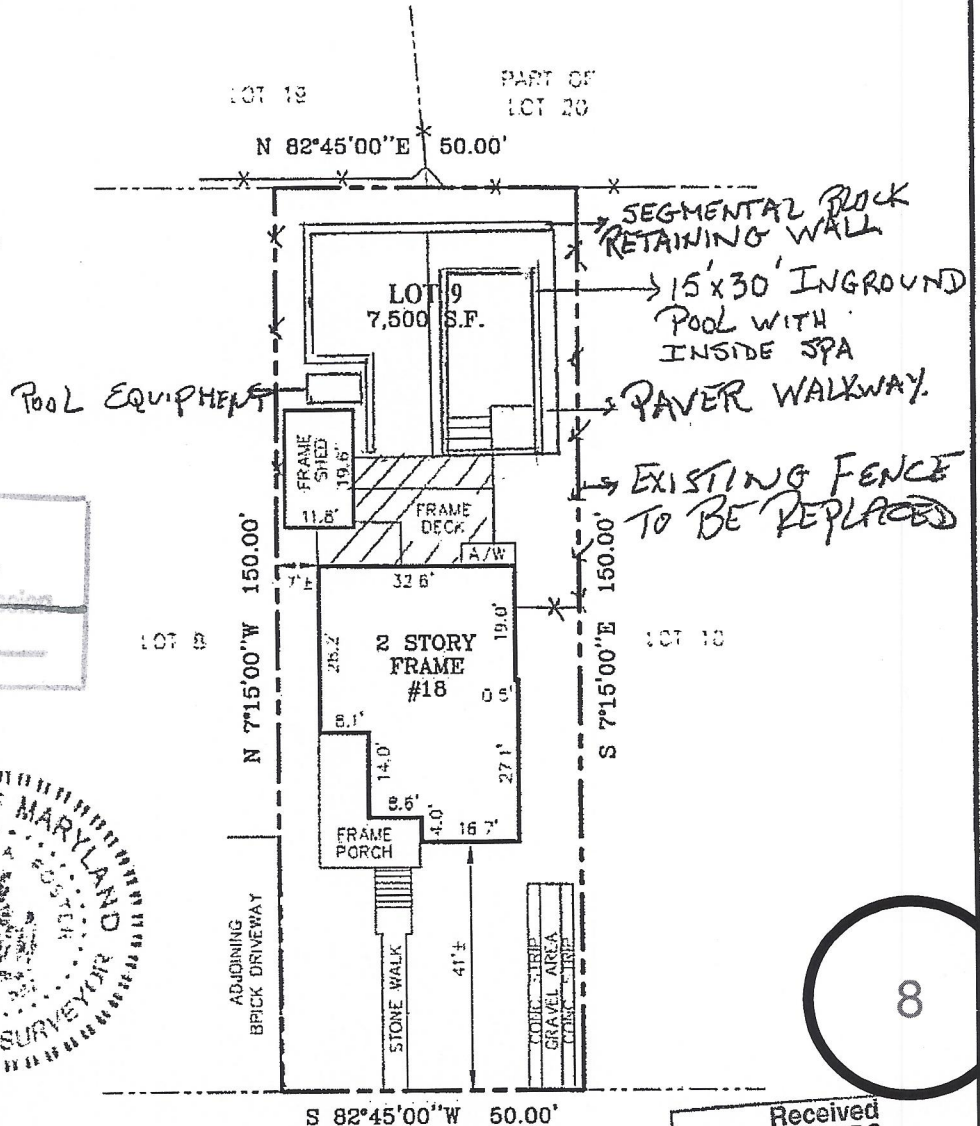 LOT 19
PART OF
LOT 20
N 82°45'00"E 50.00'
SEGMENTAL BLOCK
RETAINING WALL
LOT 9
7,500 S.F.
15'x30' INGROUND
POOL WITH
INSIDE SPA
POOL EQUIPMENT
PAVER WALKWAY.
FRAME
SHED
19.6'
11.8'
EXISTING FENCE
TO BE REPLACED
FRAME
DECK
A/W
7'±
32.6'
N 7°15'00"W 150.00'
S 7°15'00"E 150.00'
LOT 8
LOT 10
19.0'
2 STORY
FRAME
#18
0.5'
8.1'
14.0'
27.1'
4.0'
16.7'
FRAME
PORCH
MARYLAND
SURVEYOR
ADJOINING
BRICK DRIVEWAY
STONE WALK
41'±
CONC. STRIP
GRAVEL AREA
CONC. STRIP
8
S 82°45'00"W 50.00'
Received